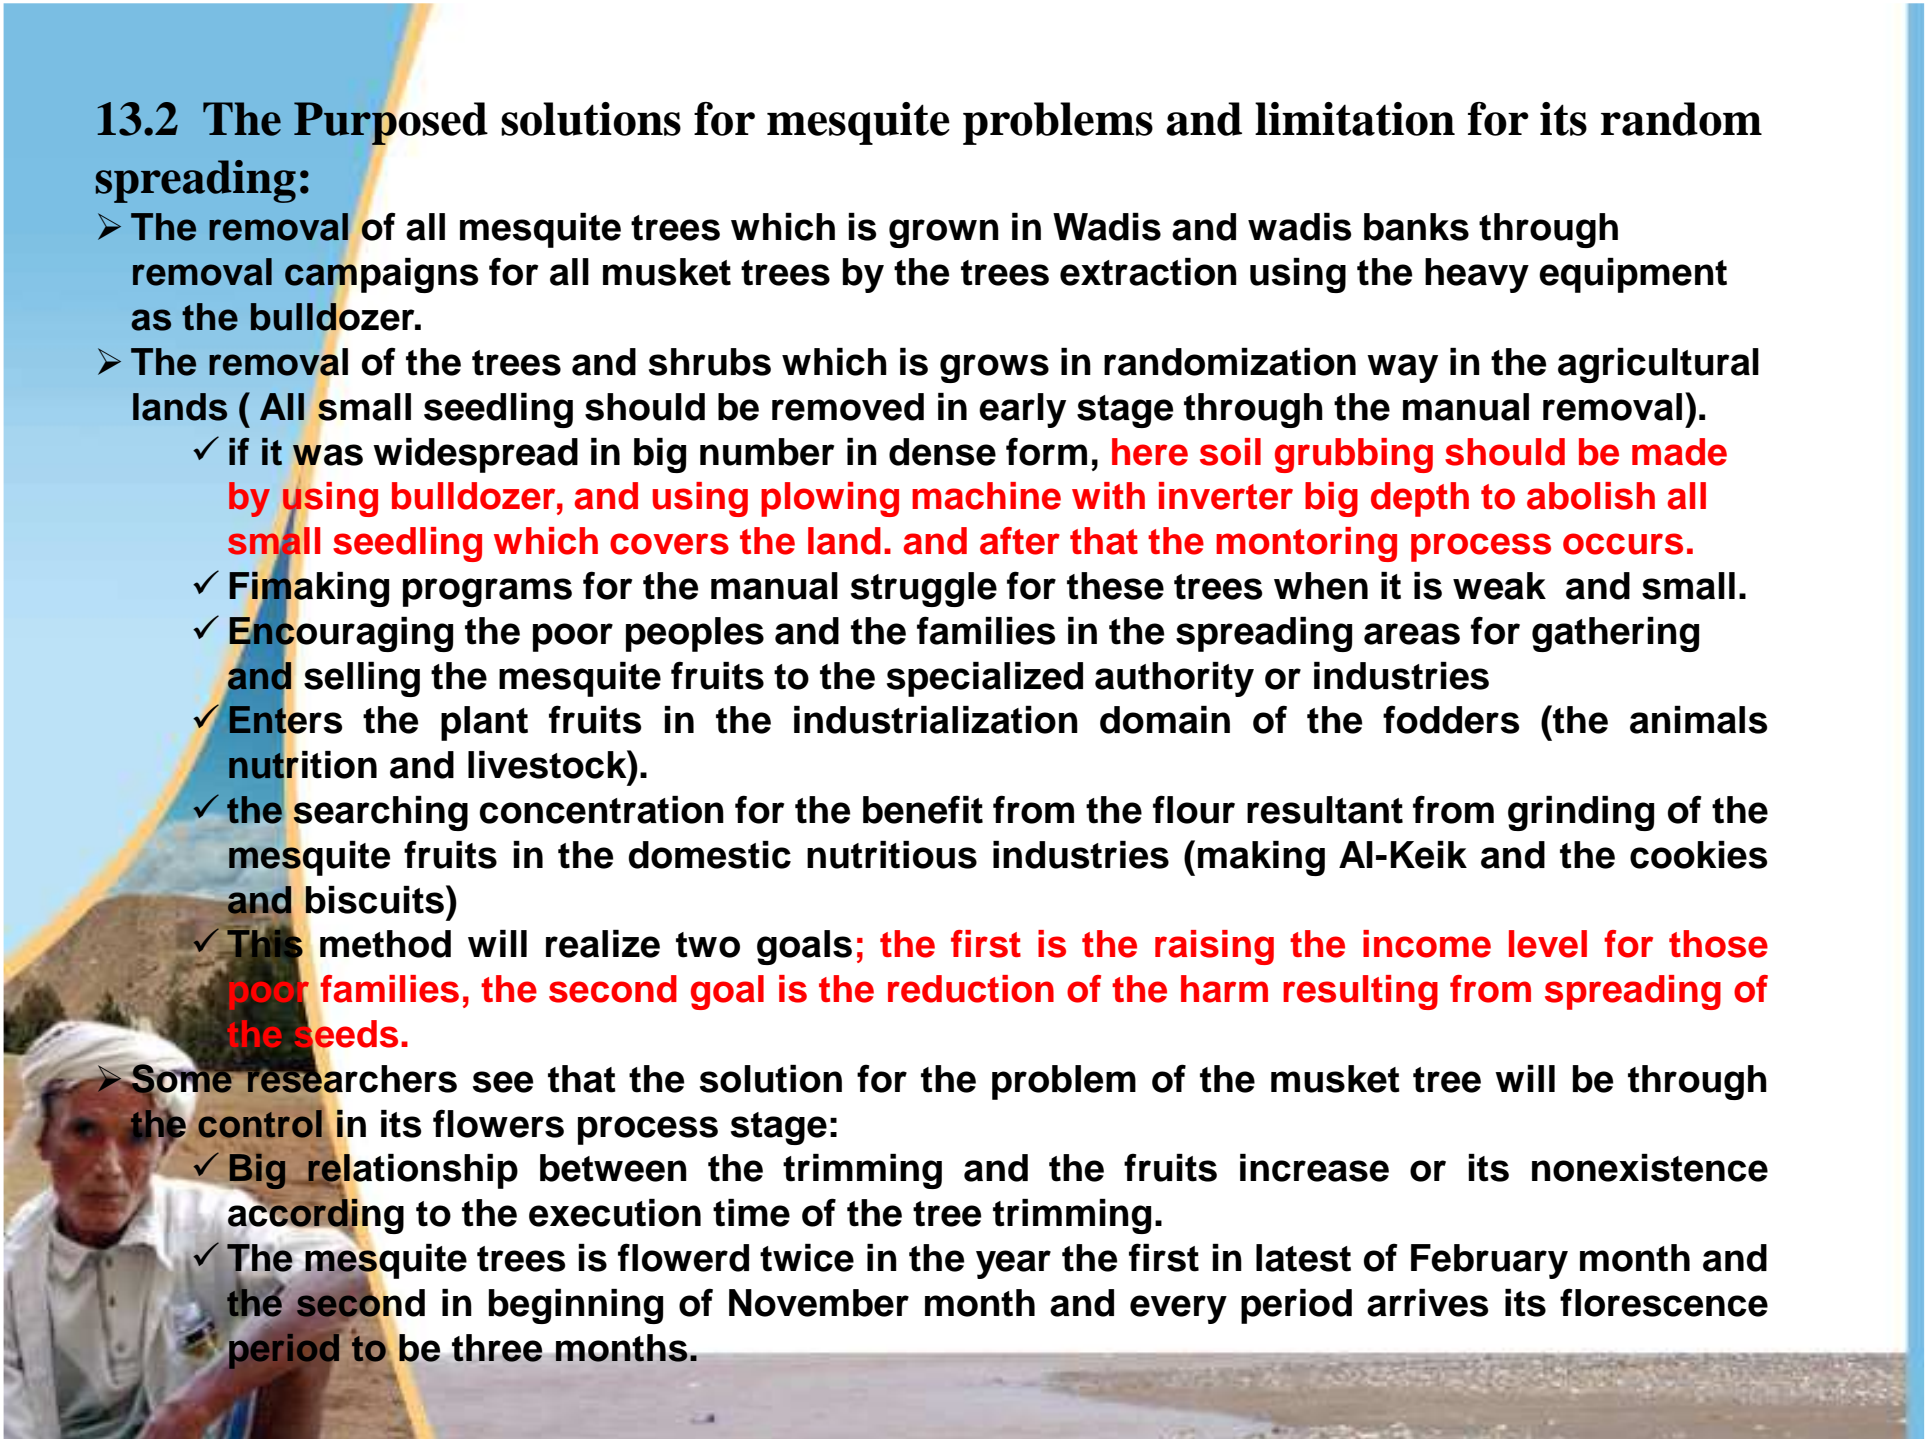 13.2 The Purposed solutions for mesquite problems and limitation for its random
spreading:
➢ The removal of all mesquite trees which is grown in Wadis and wadis banks through
removal campaigns for all musket trees by the trees extraction using the heavy equipment
as the bulldozer.
➢ The removal of the trees and shrubs which is grows in randomization way in the agricultural
lands ( All small seedling should be removed in early stage through the manual removal).
✓ if it was widespread in big number in dense form, here soil grubbing should be made
by using bulldozer, and using plowing machine with inverter big depth to abolish all
small seedling which covers the land. and after that the montoring process occurs.
✓ Fimaking programs for the manual struggle for these trees when it is weak and small.
✓ Encouraging the poor peoples and the families in the spreading areas for gathering
and selling the mesquite fruits to the specialized authority or industries
✓ Enters the plant fruits in the industrialization domain of the fodders (the animals
nutrition and livestock).
✓ the searching concentration for the benefit from the flour resultant from grinding of the
mesquite fruits in the domestic nutritious industries (making Al-Keik and the cookies
and biscuits)
✓ This method will realize two goals; the first is the raising the income level for those
poor families, the second goal is the reduction of the harm resulting from spreading of
the seeds.
➢ Some researchers see that the solution for the problem of the musket tree will be through
the control in its flowers process stage:
✓ Big relationship between the trimming and the fruits increase or its nonexistence
according to the execution time of the tree trimming.
✓ The mesquite trees is flowerd twice in the year the first in latest of February month and
the second in beginning of November month and every period arrives its florescence
period to be three months.